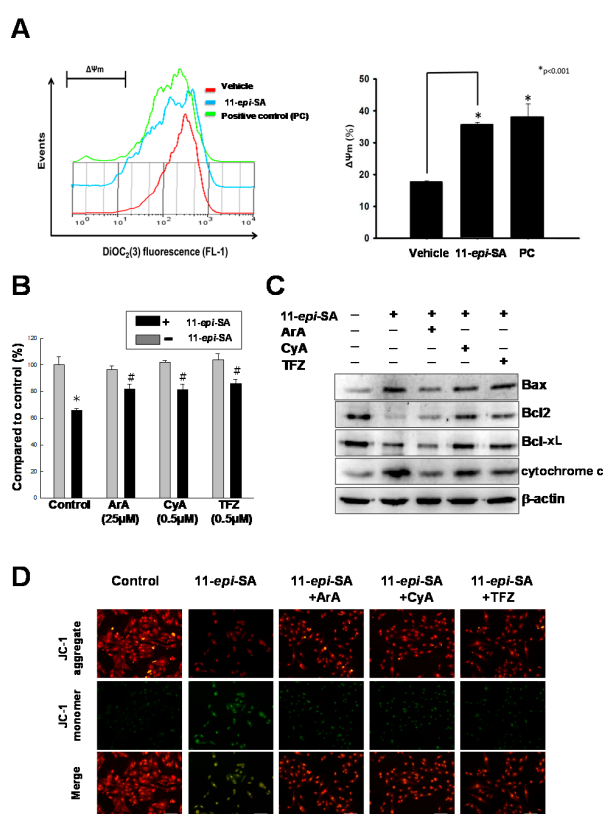 A
ΔΨm
Vehicle
11-epi-SA
Positive control (PC)
Events
10⁰ 10¹ 10² 10³ 10⁴
DiOC₂(3) fluorescence (FL-1)
*p<0.001
ΔΨm (%)
50
40
30
20
10
0
* *
Vehicle 11-epi-SA PC
B
+ 11-epi-SA
- 11-epi-SA
Compared to control (%)
120
100
80
60
40
20
0
* # # #
Control ArA CyA TFZ
(25μM) (0.5μM) (0.5μM)
C
11-epi-SA − + + + +
ArA +
CyA +
TFZ − +
Bax
Bcl2
Bcl-xL
cytochrome c
β-actin
D
Control 11-epi-SA 11-epi-SA 11-epi-SA 11-epi-SA
+ArA +CyA +TFZ
JC-1
aggregate
JC-1
monomer
Merge